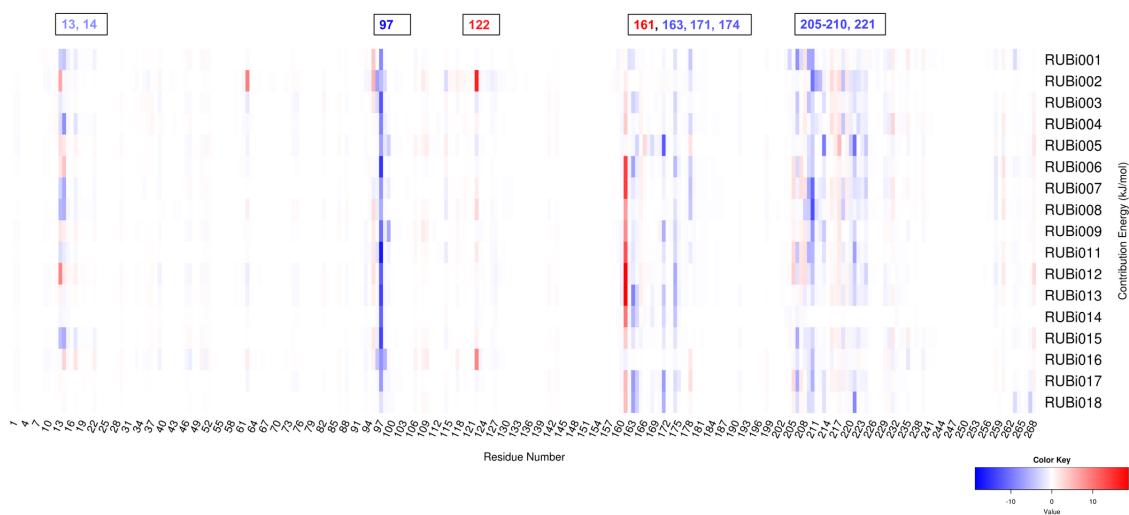 13, 14
97
122
161, 163, 171, 174
205-210, 221
RUBi001
RUBi002
RUBi003
RUBi004
RUBi005
RUBi006
RUBi007
RUBi008
RUBi009
RUBi011
RUBi012
RUBi013
RUBi014
RUBi015
RUBi016
RUBi017
RUBi018
Contribution Energy (kJ/mol)
1 4 7 10 13 16 19 22 25 28 31 34 37 40 43 46 49 52 55 58 61 64 67 70 73 76 79 82 85 88 91 94 97 100 103 106 109 112 115 118 121 124 127 130 133 136 139 142 145 148 151 154 157 160 163 166 169 172 175 178 181 184 187 190 193 196 199 202 205 208 211 214 217 220 223 226 229 232 235 238 241 244 247 250 253 256 259 262 265 268
Residue Number
Color Key
-10 0 10
Value